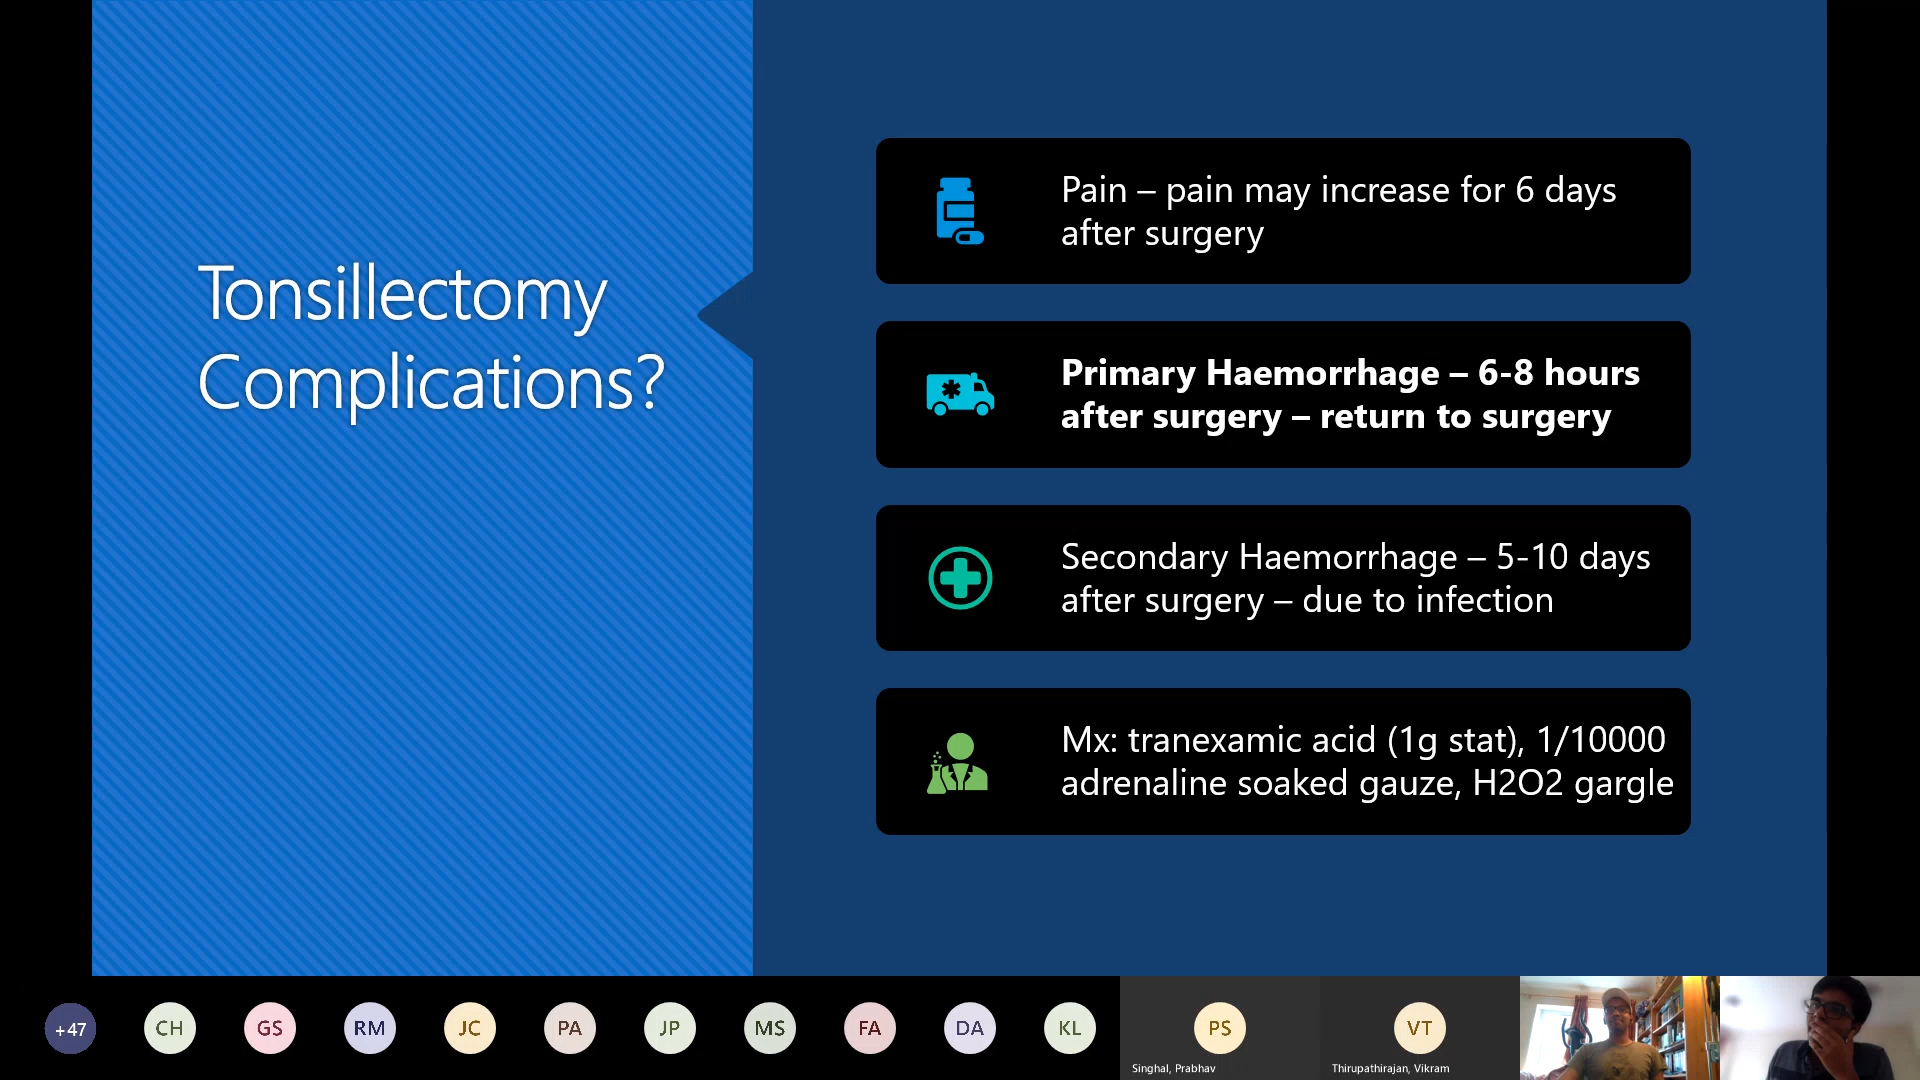 Tonsillectomy
Complications?
Pain – pain may increase for 6 days
after surgery
Primary Haemorrhage – 6-8 hours
after surgery – return to surgery
Secondary Haemorrhage – 5-10 days
after surgery – due to infection
Mx: tranexamic acid (1g stat), 1/10000
adrenaline soaked gauze, H2O2 gargle
+47
CH
GS
RM
JC
PA
JP
MS
FA
DA
KL
PS
Singhal, Prabhav
VT
Thirupathirajan, Vikram